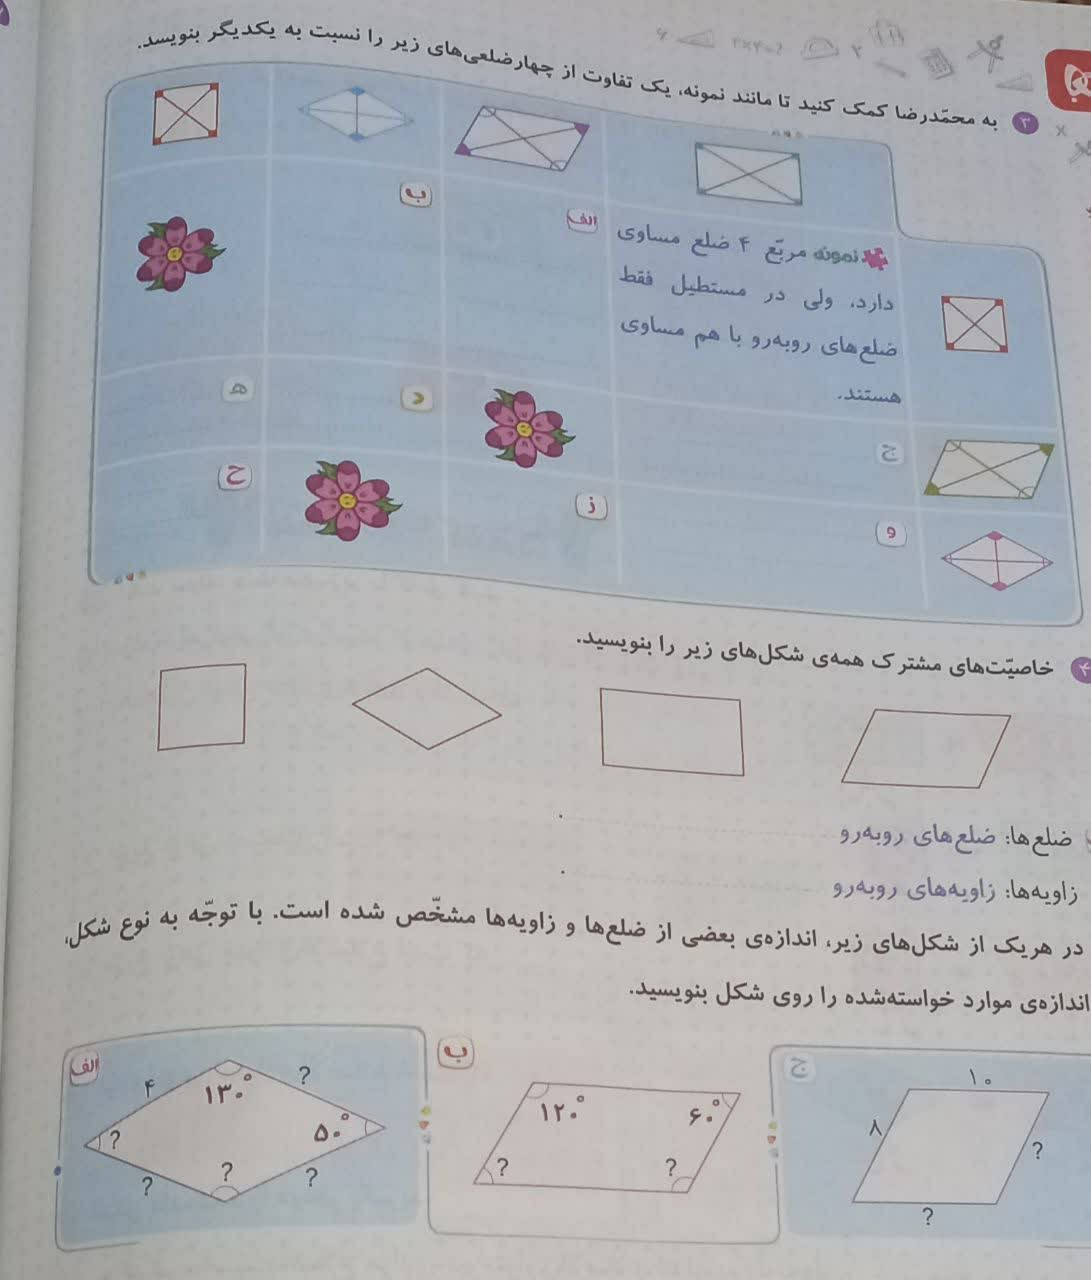 ۳ به محمّدرضا کمک کنید تا مانند نمونه، یک تفاوت از چهارضلعی‌های زیر را نسبت به یکدیگر بنویسد.
نمونه مربّع ۴ ضلع مساوی
دارد، ولی در مستطیل فقط
ضلع‌های روبه‌رو با هم مساوی
هستند.
الف
ب
ج
د
ه
و
ز
ح
۴ خاصیّت‌های مشترک همه‌ی شکل‌های زیر را بنویسید.
ضلع‌ها: ضلع‌های روبه‌رو .
زاویه‌ها: زاویه‌های روبه‌رو .
در هریک از شکل‌های زیر، اندازه‌ی بعضی از ضلع‌ها و زاویه‌ها مشخّص شده است. با توجّه به نوع شکل،
اندازه‌ی موارد خواسته‌شده را روی شکل بنویسید.
ج
۱۰
۸
?
?
ب
۱۲۰°
۶۰°
?
?
الف
۴
?
۱۳۰°
۵۰°
?
?
?
?